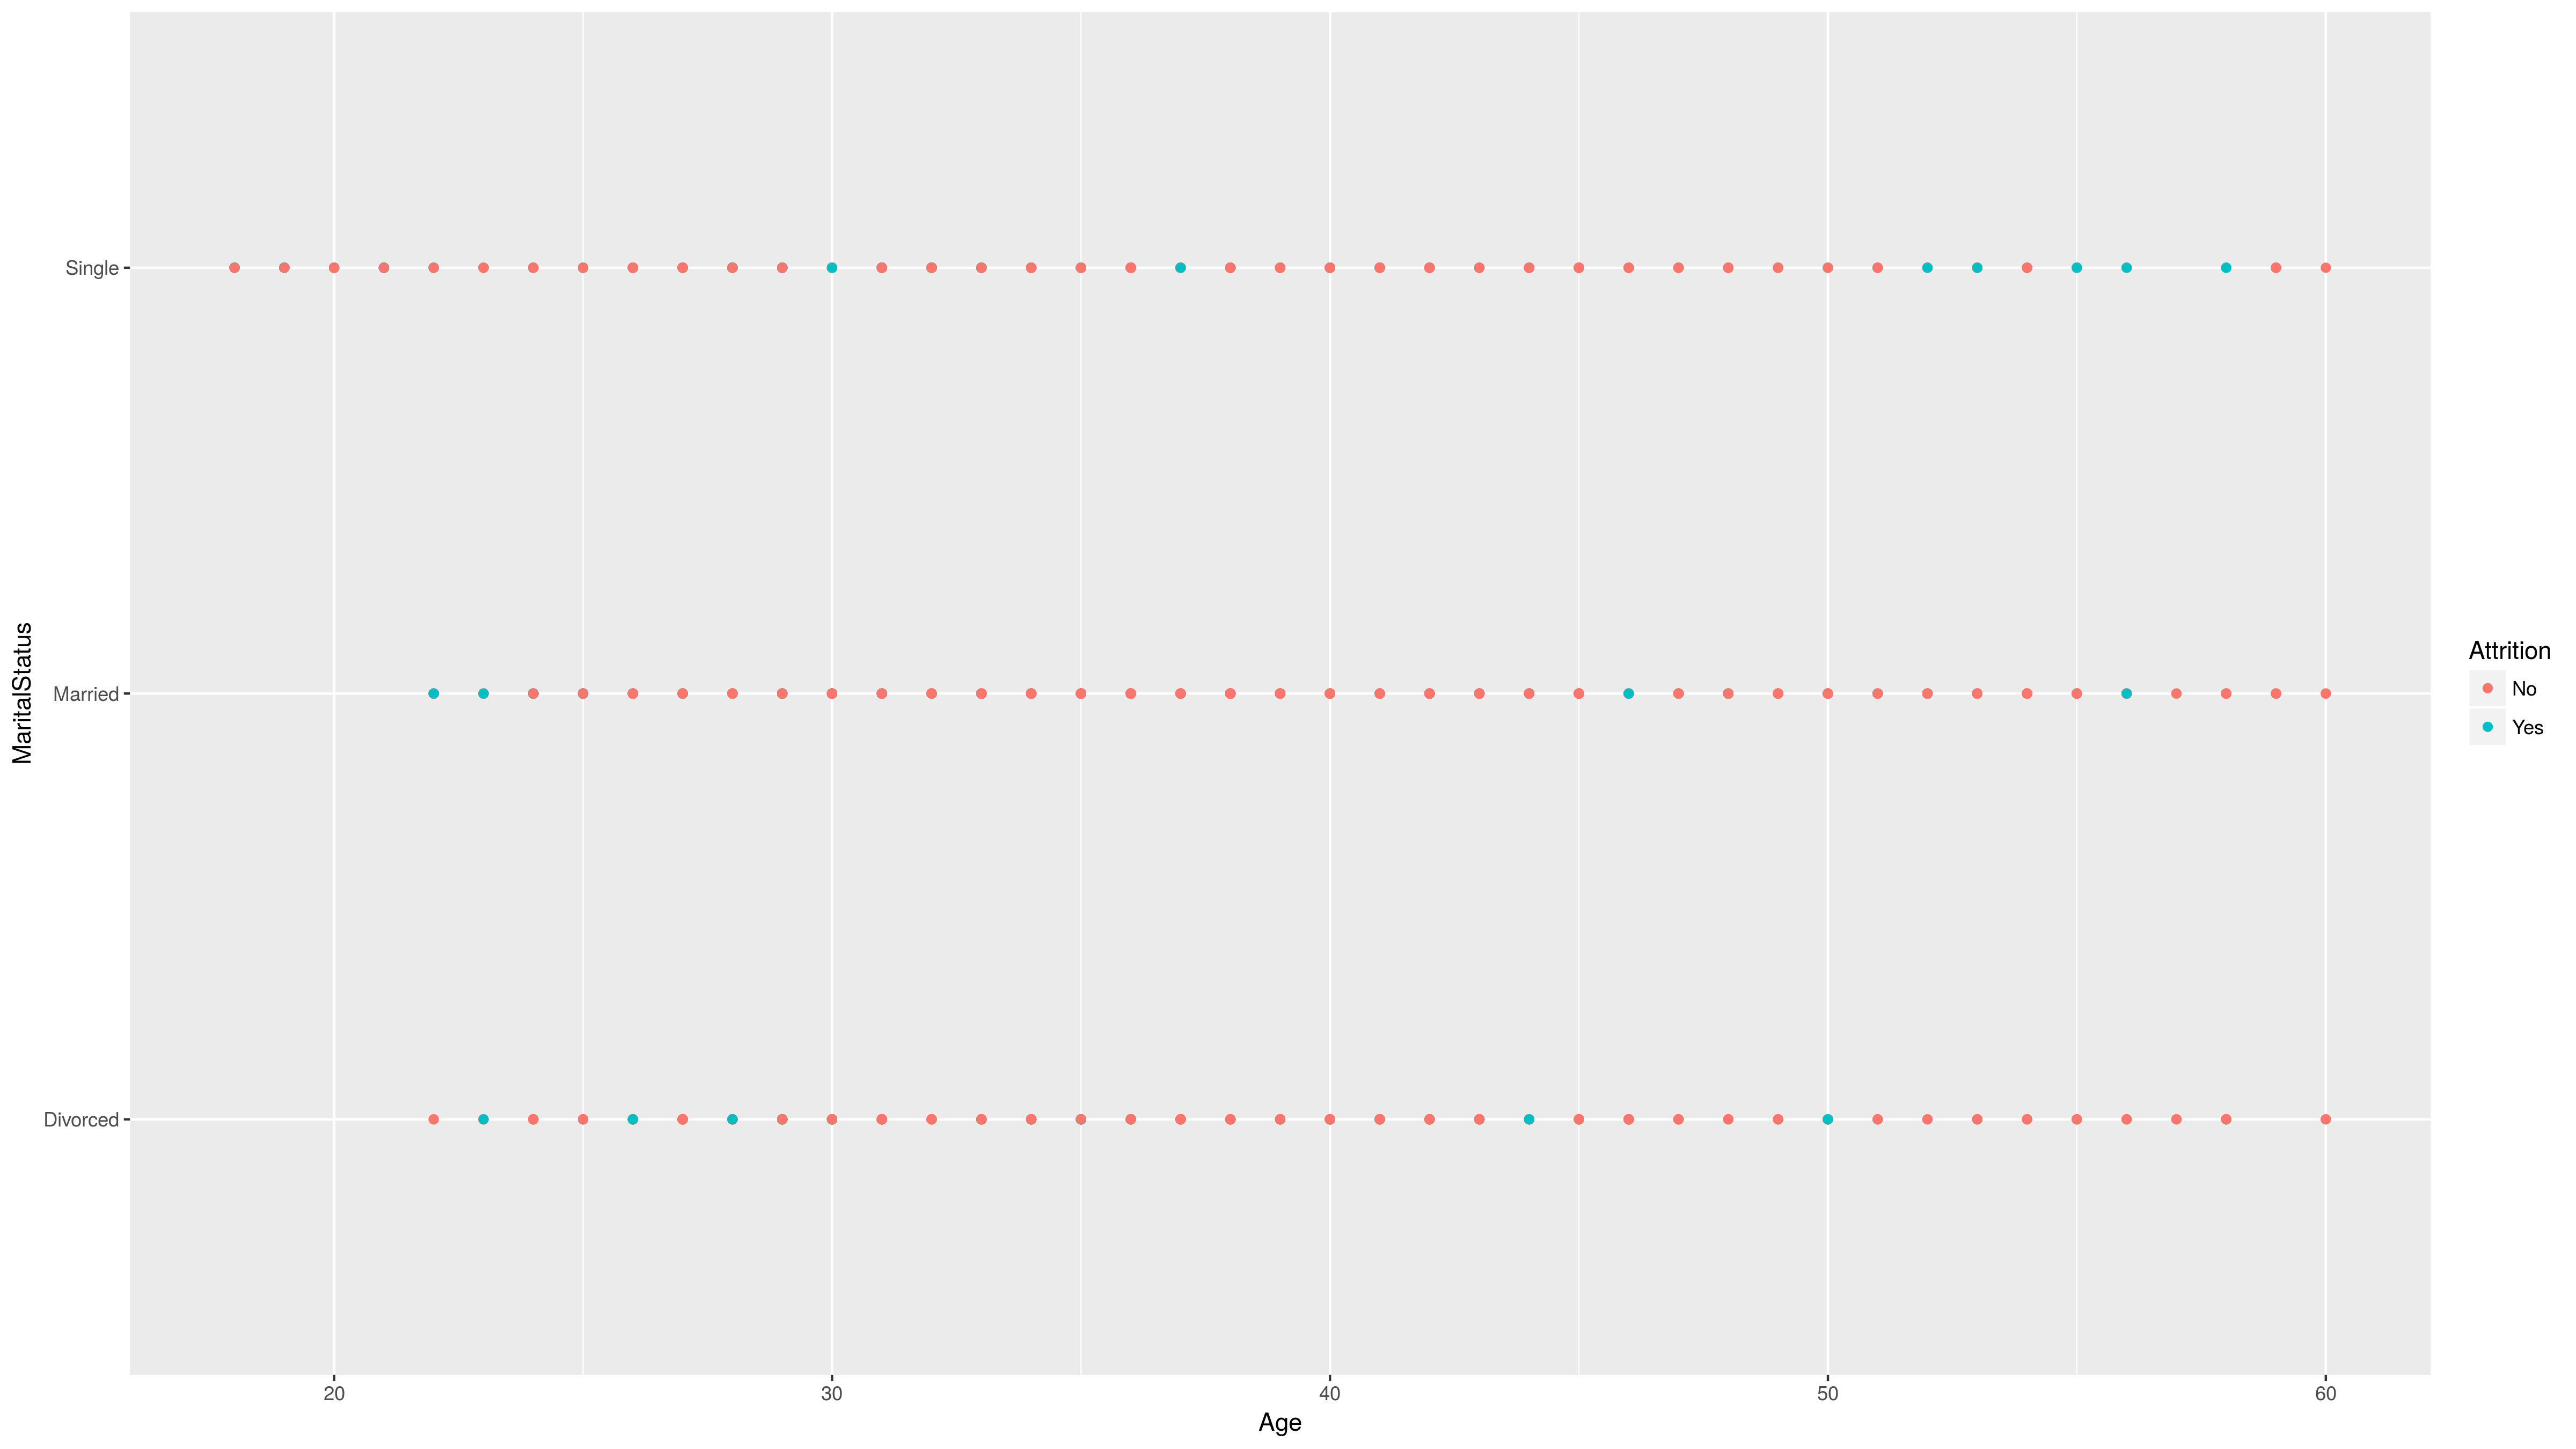 MaritalStatus
Single
Married
Divorced
20 30 40 50 60
Age
Attrition
No
Yes